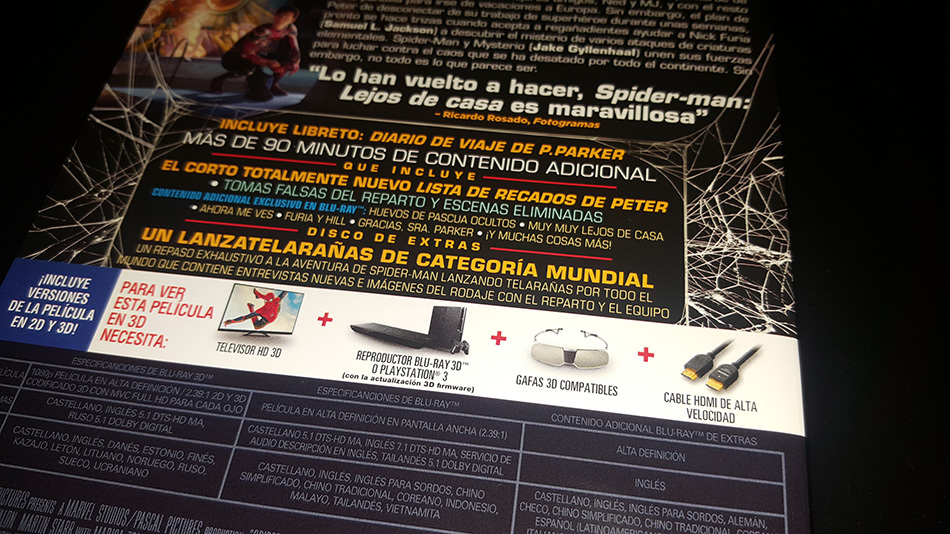 para irse de vacaciones a Europa. Sin embargo, el plan de
Peter de descansar de su trabajo de superhéroe durante unas semanas,
pronto se hace trizas cuando acepta a regañadientes ayudar a Nick Furia
(Samuel L. Jackson) a descubrir el misterio de varios ataques de criaturas
elementales. Spider-Man y Mysterio (Jake Gyllenhaal) unen sus fuerzas
para luchar contra el caos que se ha desatado por todo el continente. Sin
embargo, no todo es lo que parece ser.
“Lo han vuelto a hacer, Spider-man:
Lejos de casa es maravillosa”
- Ricardo Rosado, Fotogramas
INCLUYE LIBRETO: DIARIO DE VIAJE DE P.PARKER
MÁS DE 90 MINUTOS DE CONTENIDO ADICIONAL
QUE INCLUYE
EL CORTO TOTALMENTE NUEVO LISTA DE RECADOS DE PETER
• TOMAS FALSAS DEL REPARTO Y ESCENAS ELIMINADAS
CONTENIDO ADICIONAL EXCLUSIVO EN BLU-RAY™: HUEVOS DE PASCUA OCULTOS • MUY MUY LEJOS DE CASA
• AHORA ME VES • FURIA Y HILL • GRACIAS, SRA. PARKER • ¡Y MUCHAS COSAS MÁS!
DISCO DE EXTRAS
UN LANZATELARAÑAS DE CATEGORÍA MUNDIAL
UN REPASO EXHAUSTIVO A LA AVENTURA DE SPIDER-MAN LANZANDO TELARAÑAS POR TODO EL
MUNDO QUE CONTIENE ENTREVISTAS NUEVAS E IMÁGENES DEL RODAJE CON EL REPARTO Y EL EQUIPO
¡INCLUYE
VERSIONES
DE LA PELÍCULA
EN 2D Y 3D!
PARA VER
ESTA PELÍCULA
EN 3D
NECESITA:
TELEVISOR HD 3D
+
REPRODUCTOR BLU-RAY 3D™
O PLAYSTATION® 3
(con la actualización 3D firmware)
+
GAFAS 3D COMPATIBLES
+
CABLE HDMI DE ALTA
VELOCIDAD
ESPECIFICANCIONES DE BLU-RAY 3D™
1080p PELÍCULA EN ALTA DEFINICIÓN / 2.39:1 2D Y 3D
CODIFICADO CON MVC FULL HD PARA CADA OJO
CASTELLANO, INGLÉS 5.1 DTS-HD MA,
RUSO 5.1 DOLBY DIGITAL
CASTELLANO, INGLÉS, DANÉS, ESTONIO, FINÉS,
KAZAJO, LETÓN, LITUANO, NORUEGO, RUSO,
SUECO, UCRANIANO
ESPECIFICANCIONES DE BLU-RAY™
PELÍCULA EN ALTA DEFINICIÓN EN PANTALLA ANCHA (2.39:1)
CASTELLANO 5.1 DTS-HD MA, INGLÉS 7.1 DTS-HD MA, SERVICIO DE
AUDIO DESCRIPCIÓN EN INGLÉS, TAILANDÉS 5.1 DOLBY DIGITAL
CASTELLANO, INGLÉS, INGLÉS PARA SORDOS, CHINO
SIMPLIFICADO, CHINO TRADICIONAL, COREANO, INDONESIO,
MALAYO, TAILANDÉS, VIETNAMITA
CONTENIDO ADICIONAL BLU-RAY™ DE EXTRAS
ALTA DEFINICIÓN
INGLÉS
CASTELLANO, INGLÉS, INGLÉS PARA SORDOS, ALEMÁN,
CHECO, CHINO SIMPLIFICADO, CHINO TRADICIONAL,
ESPAÑOL
PICTURES PRESENTS A MARVEL STUDIOS/PASCAL PICTURES
MARTIN STARR